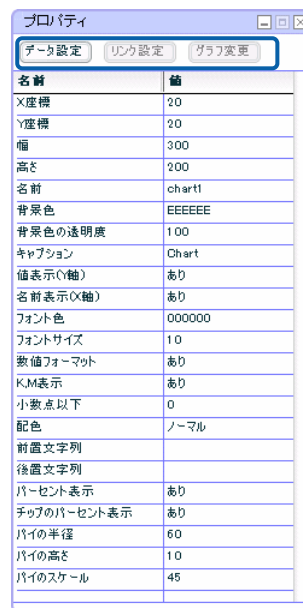 プロパティ
データ設定 リンク設定 グラフ変更
名前 値
X座標 20
Y座標 20
幅 300
高さ 200
名前 chart1
背景色 EEEEEE
背景色の透明度 100
キャプション Chart
値表示(Y軸) あり
名前表示(X軸) あり
フォント色 000000
フォントサイズ 10
数値フォーマット あり
K,M表示 あり
小数点以下 0
配色 ノーマル
前置文字列
後置文字列
パーセント表示 あり
チップのパーセント表示 あり
パイの半径 60
パイの高さ 10
パイのスケール 45